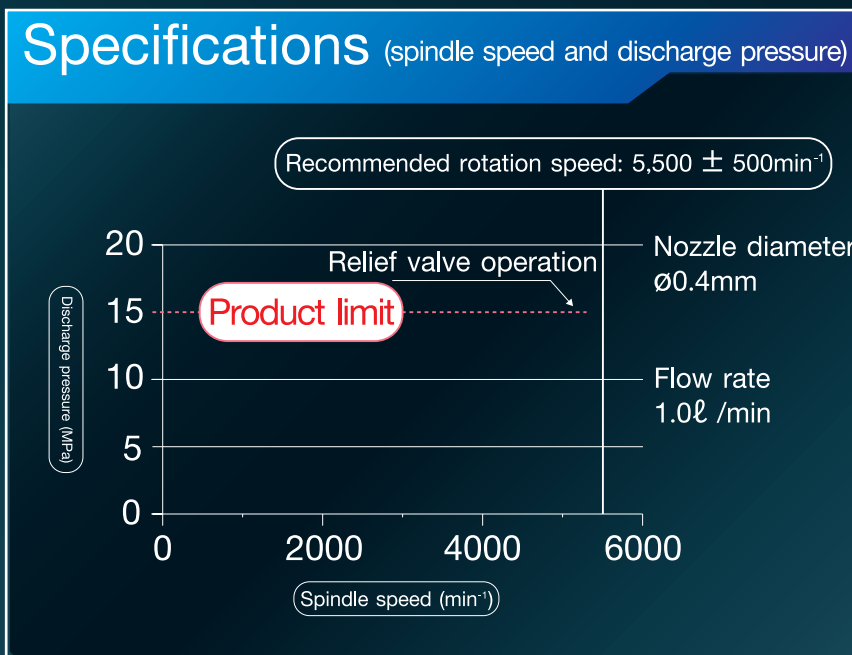 Specifications (spindle speed and discharge pressure)
Recommended rotation speed: 5,500 ± 500min⁻¹
20
Relief valve operation
Nozzle diameter
ø0.4mm
15
Product limit
Discharge pressure (MPa)
10
Flow rate
1.0ℓ /min
5
0
0 2000 4000 6000
Spindle speed (min⁻¹)